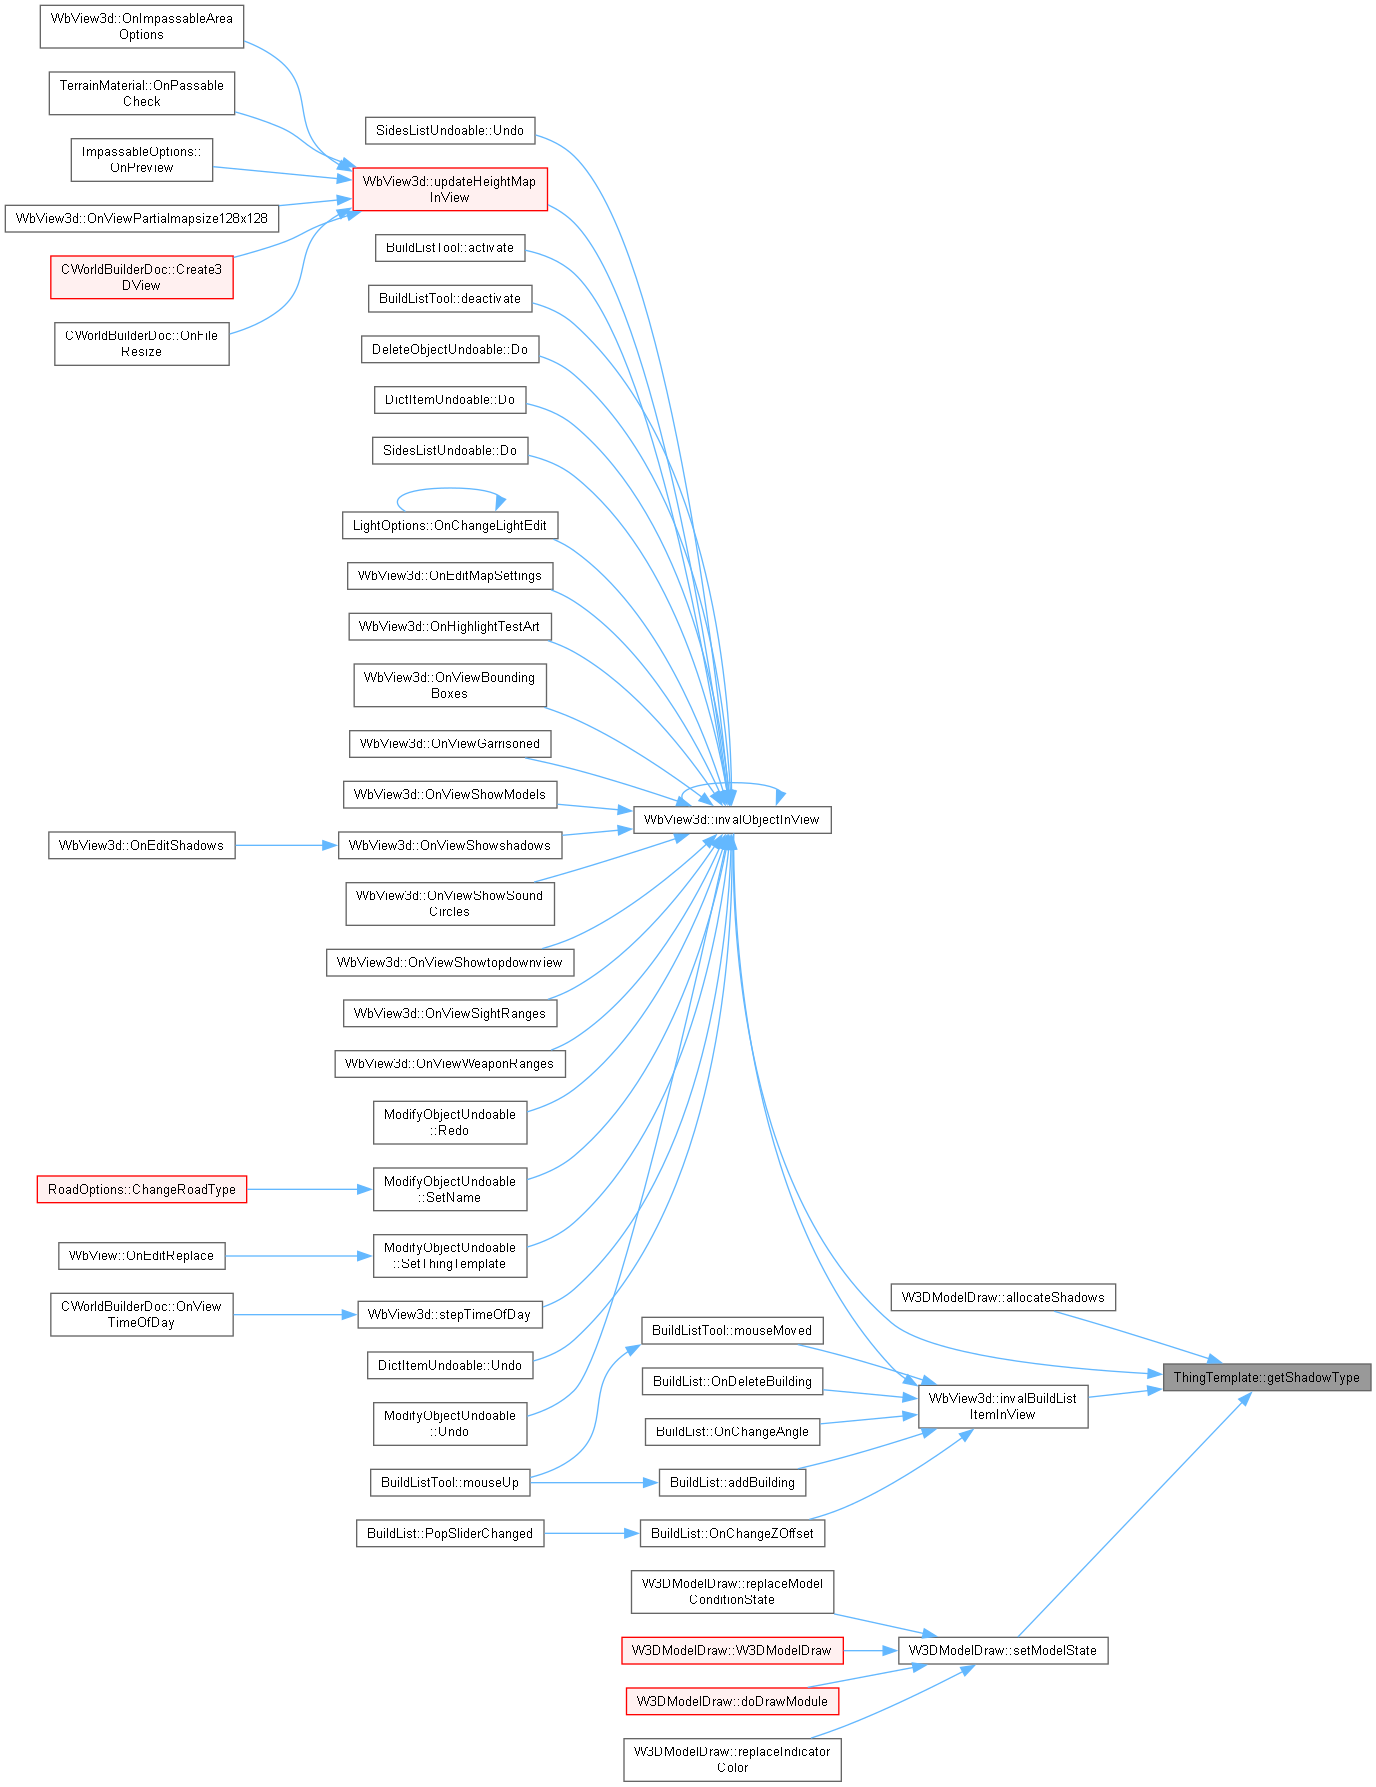 WbView3d::OnImpassableArea
Options
TerrainMaterial::OnPassable
Check
ImpassableOptions::
OnPreview
WbView3d::OnViewPartialmapsize128x128
CWorldBuilderDoc::Create3
DView
CWorldBuilderDoc::OnFile
Resize
WbView3d::OnEditShadows
RoadOptions::ChangeRoadType
WbView::OnEditReplace
CWorldBuilderDoc::OnView
TimeOfDay
SidesListUndoable::Undo
WbView3d::updateHeightMap
InView
BuildListTool::activate
BuildListTool::deactivate
DeleteObjectUndoable::Do
DictItemUndoable::Do
SidesListUndoable::Do
LightOptions::OnChangeLightEdit
WbView3d::OnEditMapSettings
WbView3d::OnHighlightTestArt
WbView3d::OnViewBounding
Boxes
WbView3d::OnViewGarrisoned
WbView3d::OnViewShowModels
WbView3d::OnViewShowshadows
WbView3d::OnViewShowSound
Circles
WbView3d::OnViewShowtopdownview
WbView3d::OnViewSightRanges
WbView3d::OnViewWeaponRanges
ModifyObjectUndoable
::Redo
ModifyObjectUndoable
::SetName
ModifyObjectUndoable
::SetThingTemplate
WbView3d::stepTimeOfDay
DictItemUndoable::Undo
ModifyObjectUndoable
::Undo
BuildListTool::mouseUp
BuildList::PopSliderChanged
WbView3d::invalObjectInView
BuildListTool::mouseMoved
BuildList::OnDeleteBuilding
BuildList::OnChangeAngle
BuildList::addBuilding
BuildList::OnChangeZOffset
W3DModelDraw::replaceModel
ConditionState
W3DModelDraw::W3DModelDraw
W3DModelDraw::doDrawModule
W3DModelDraw::replaceIndicator
Color
W3DModelDraw::allocateShadows
WbView3d::invalBuildList
ItemInView
W3DModelDraw::setModelState
ThingTemplate::getShadowType